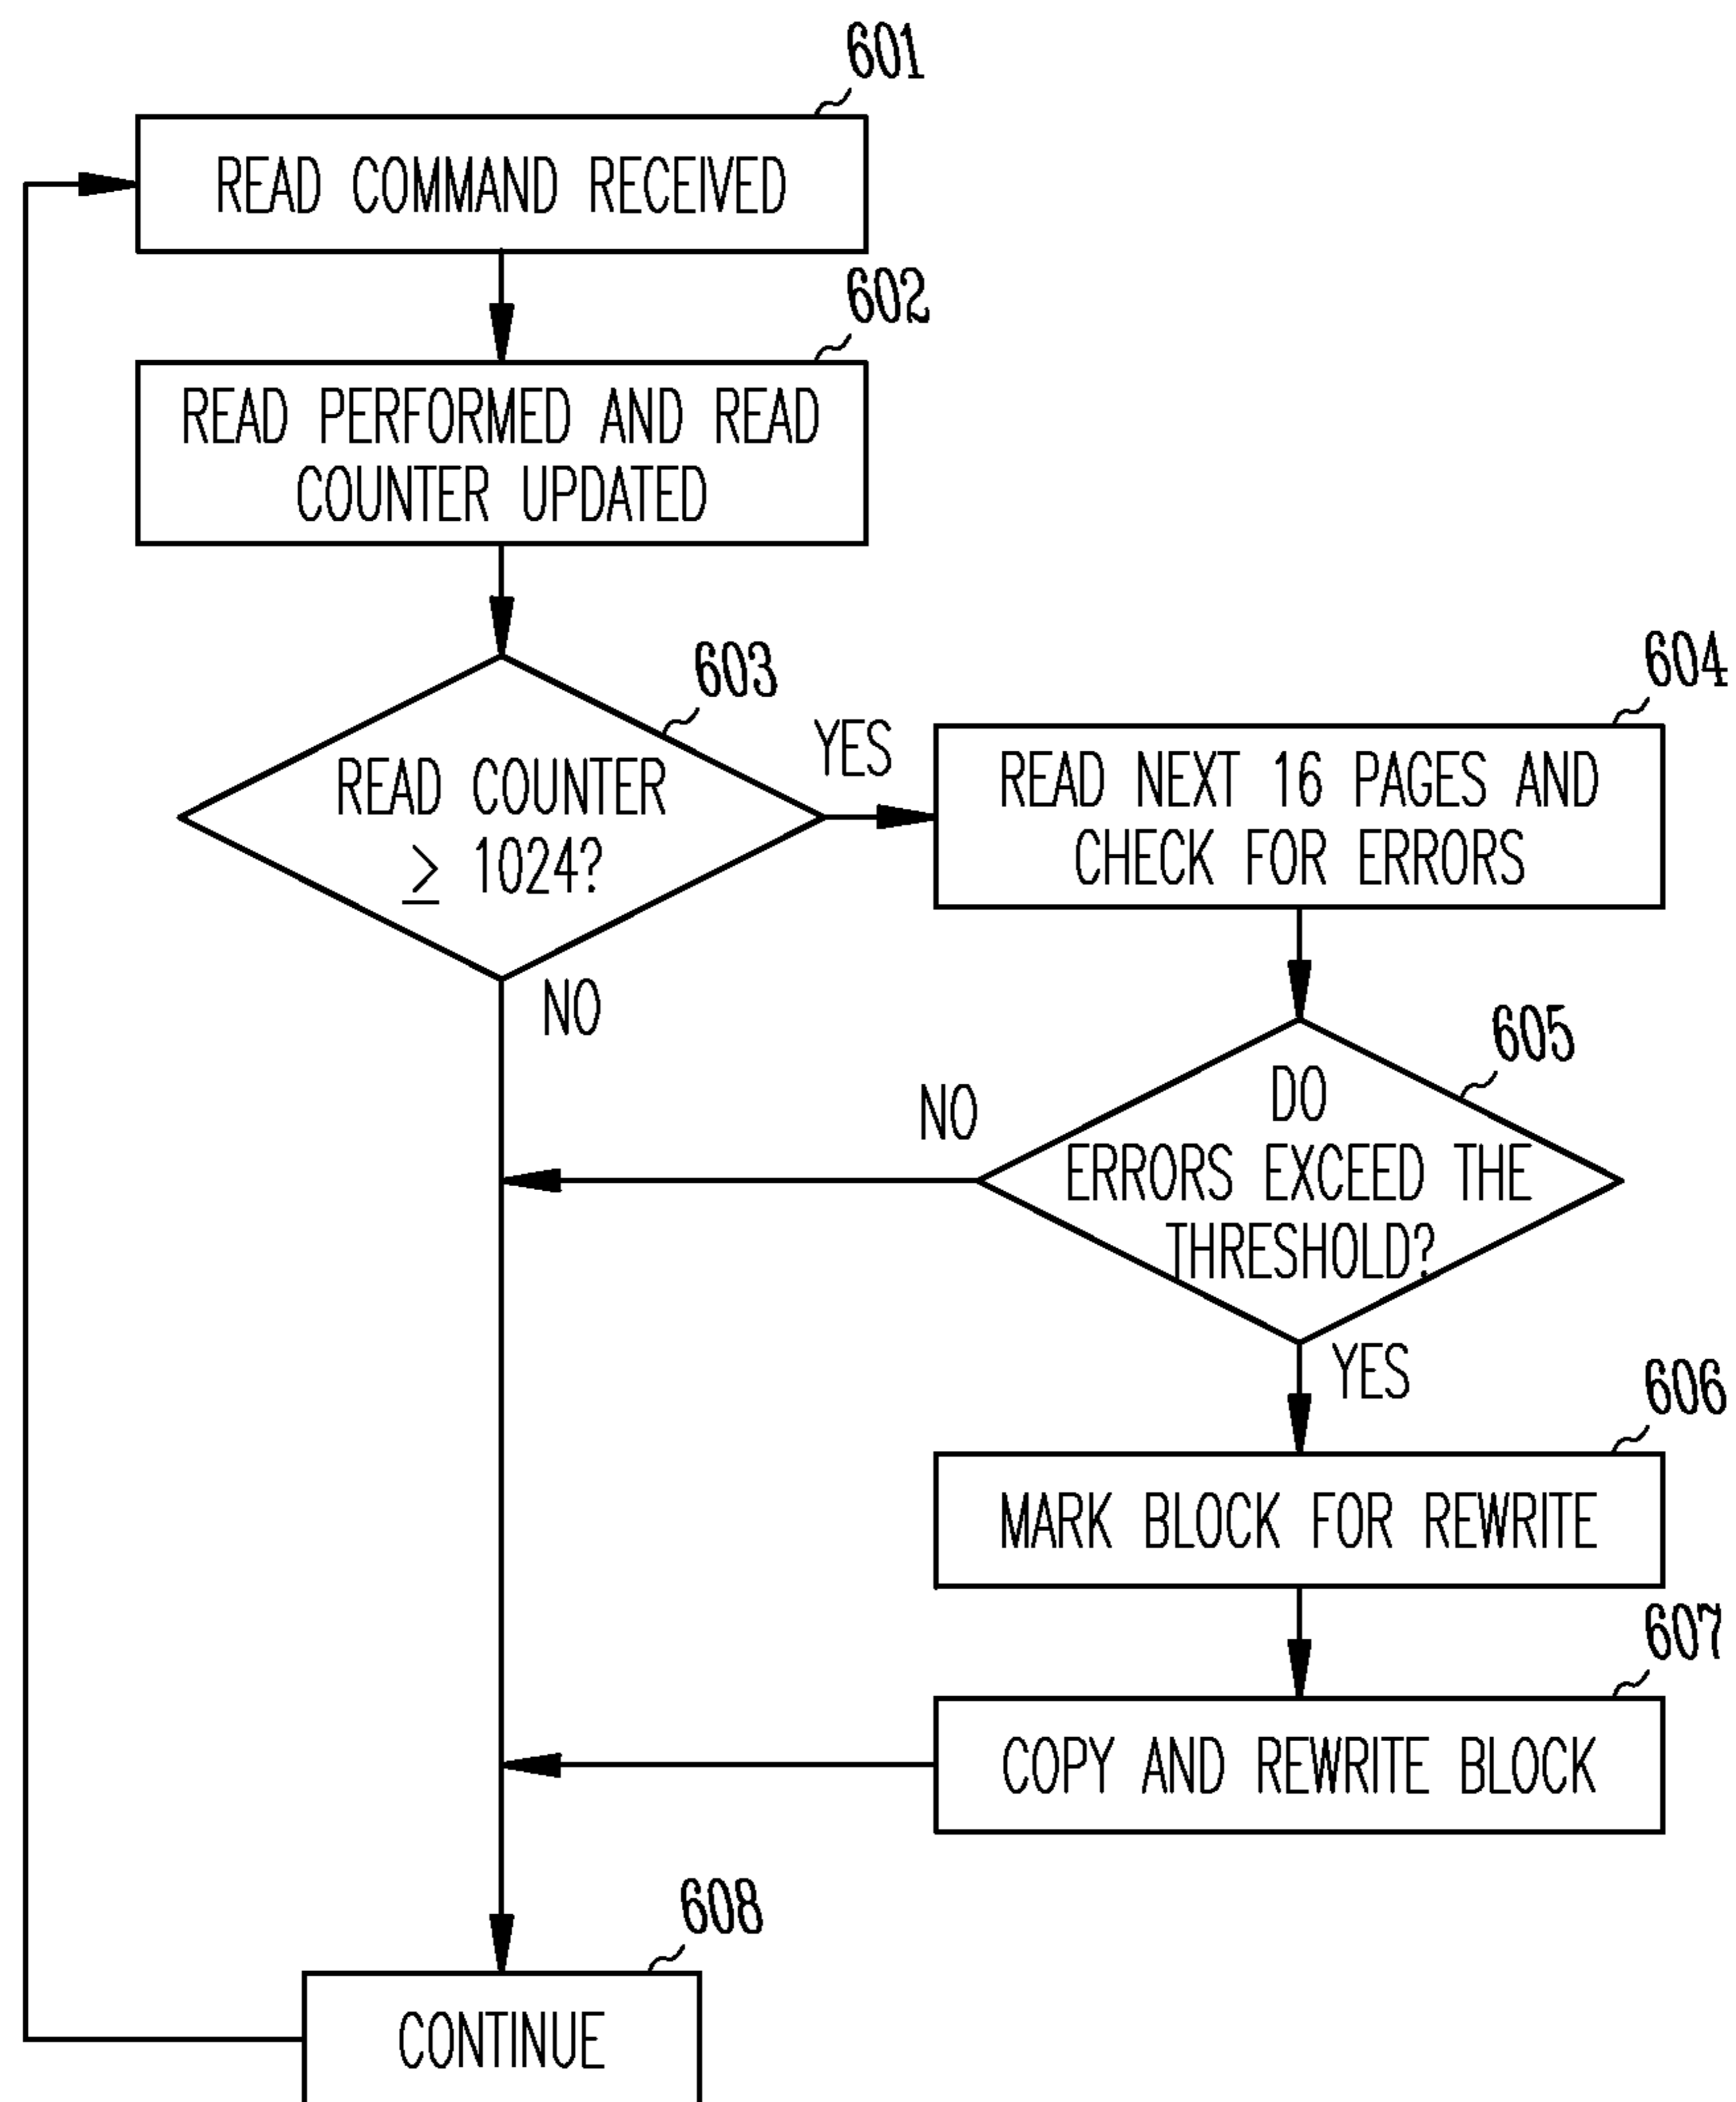 601
READ COMMAND RECEIVED
602
READ PERFORMED AND READ
COUNTER UPDATED
603
READ COUNTER
≥ 1024?
YES
NO
604
READ NEXT 16 PAGES AND
CHECK FOR ERRORS
605
DO
ERRORS EXCEED THE
THRESHOLD?
NO
YES
606
MARK BLOCK FOR REWRITE
607
COPY AND REWRITE BLOCK
608
CONTINUE